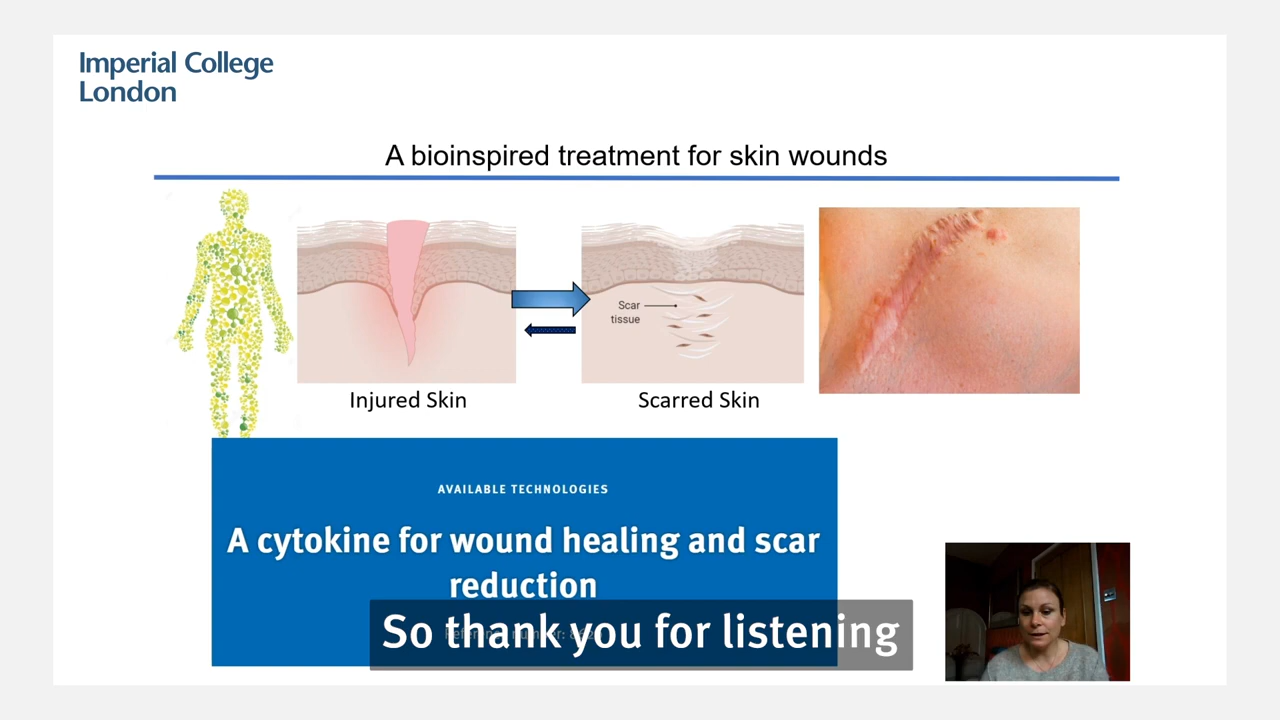 Imperial College
London
A bioinspired treatment for skin wounds
Scar
tissue
Injured Skin
Scarred Skin
AVAILABLE TECHNOLOGIES
A cytokine for wound healing and scar
reduction
So thank you for listening